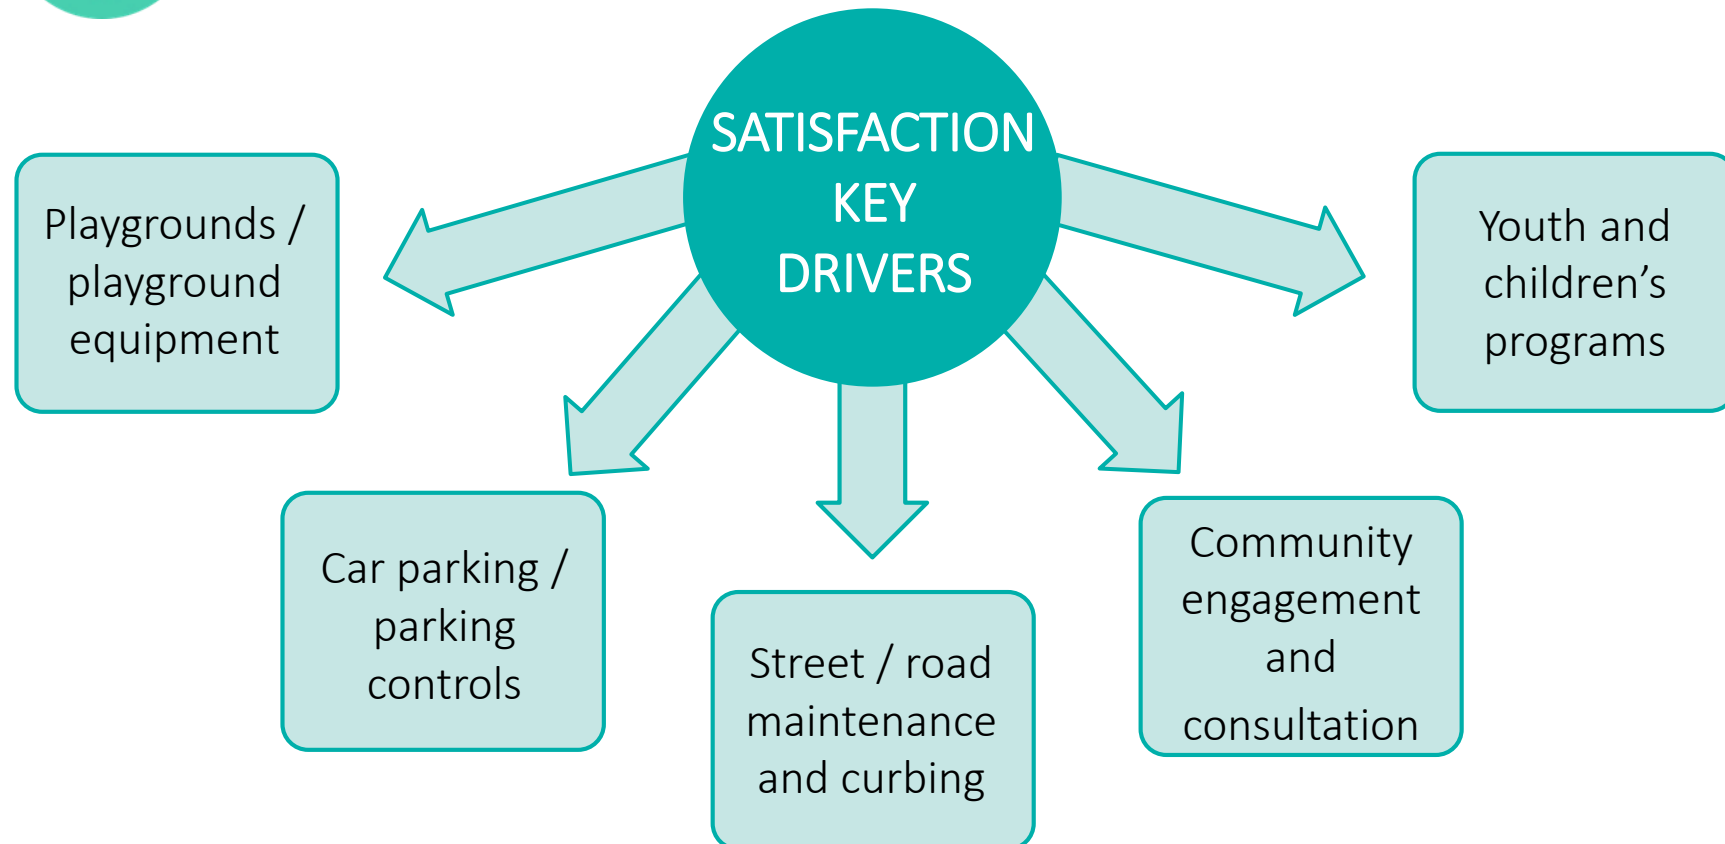 SATISFACTION
KEY
DRIVERS
Playgrounds /
playground
equipment
Car parking /
parking
controls
Street / road
maintenance
and curbing
Community
engagement
and
consultation
Youth and
children’s
programs